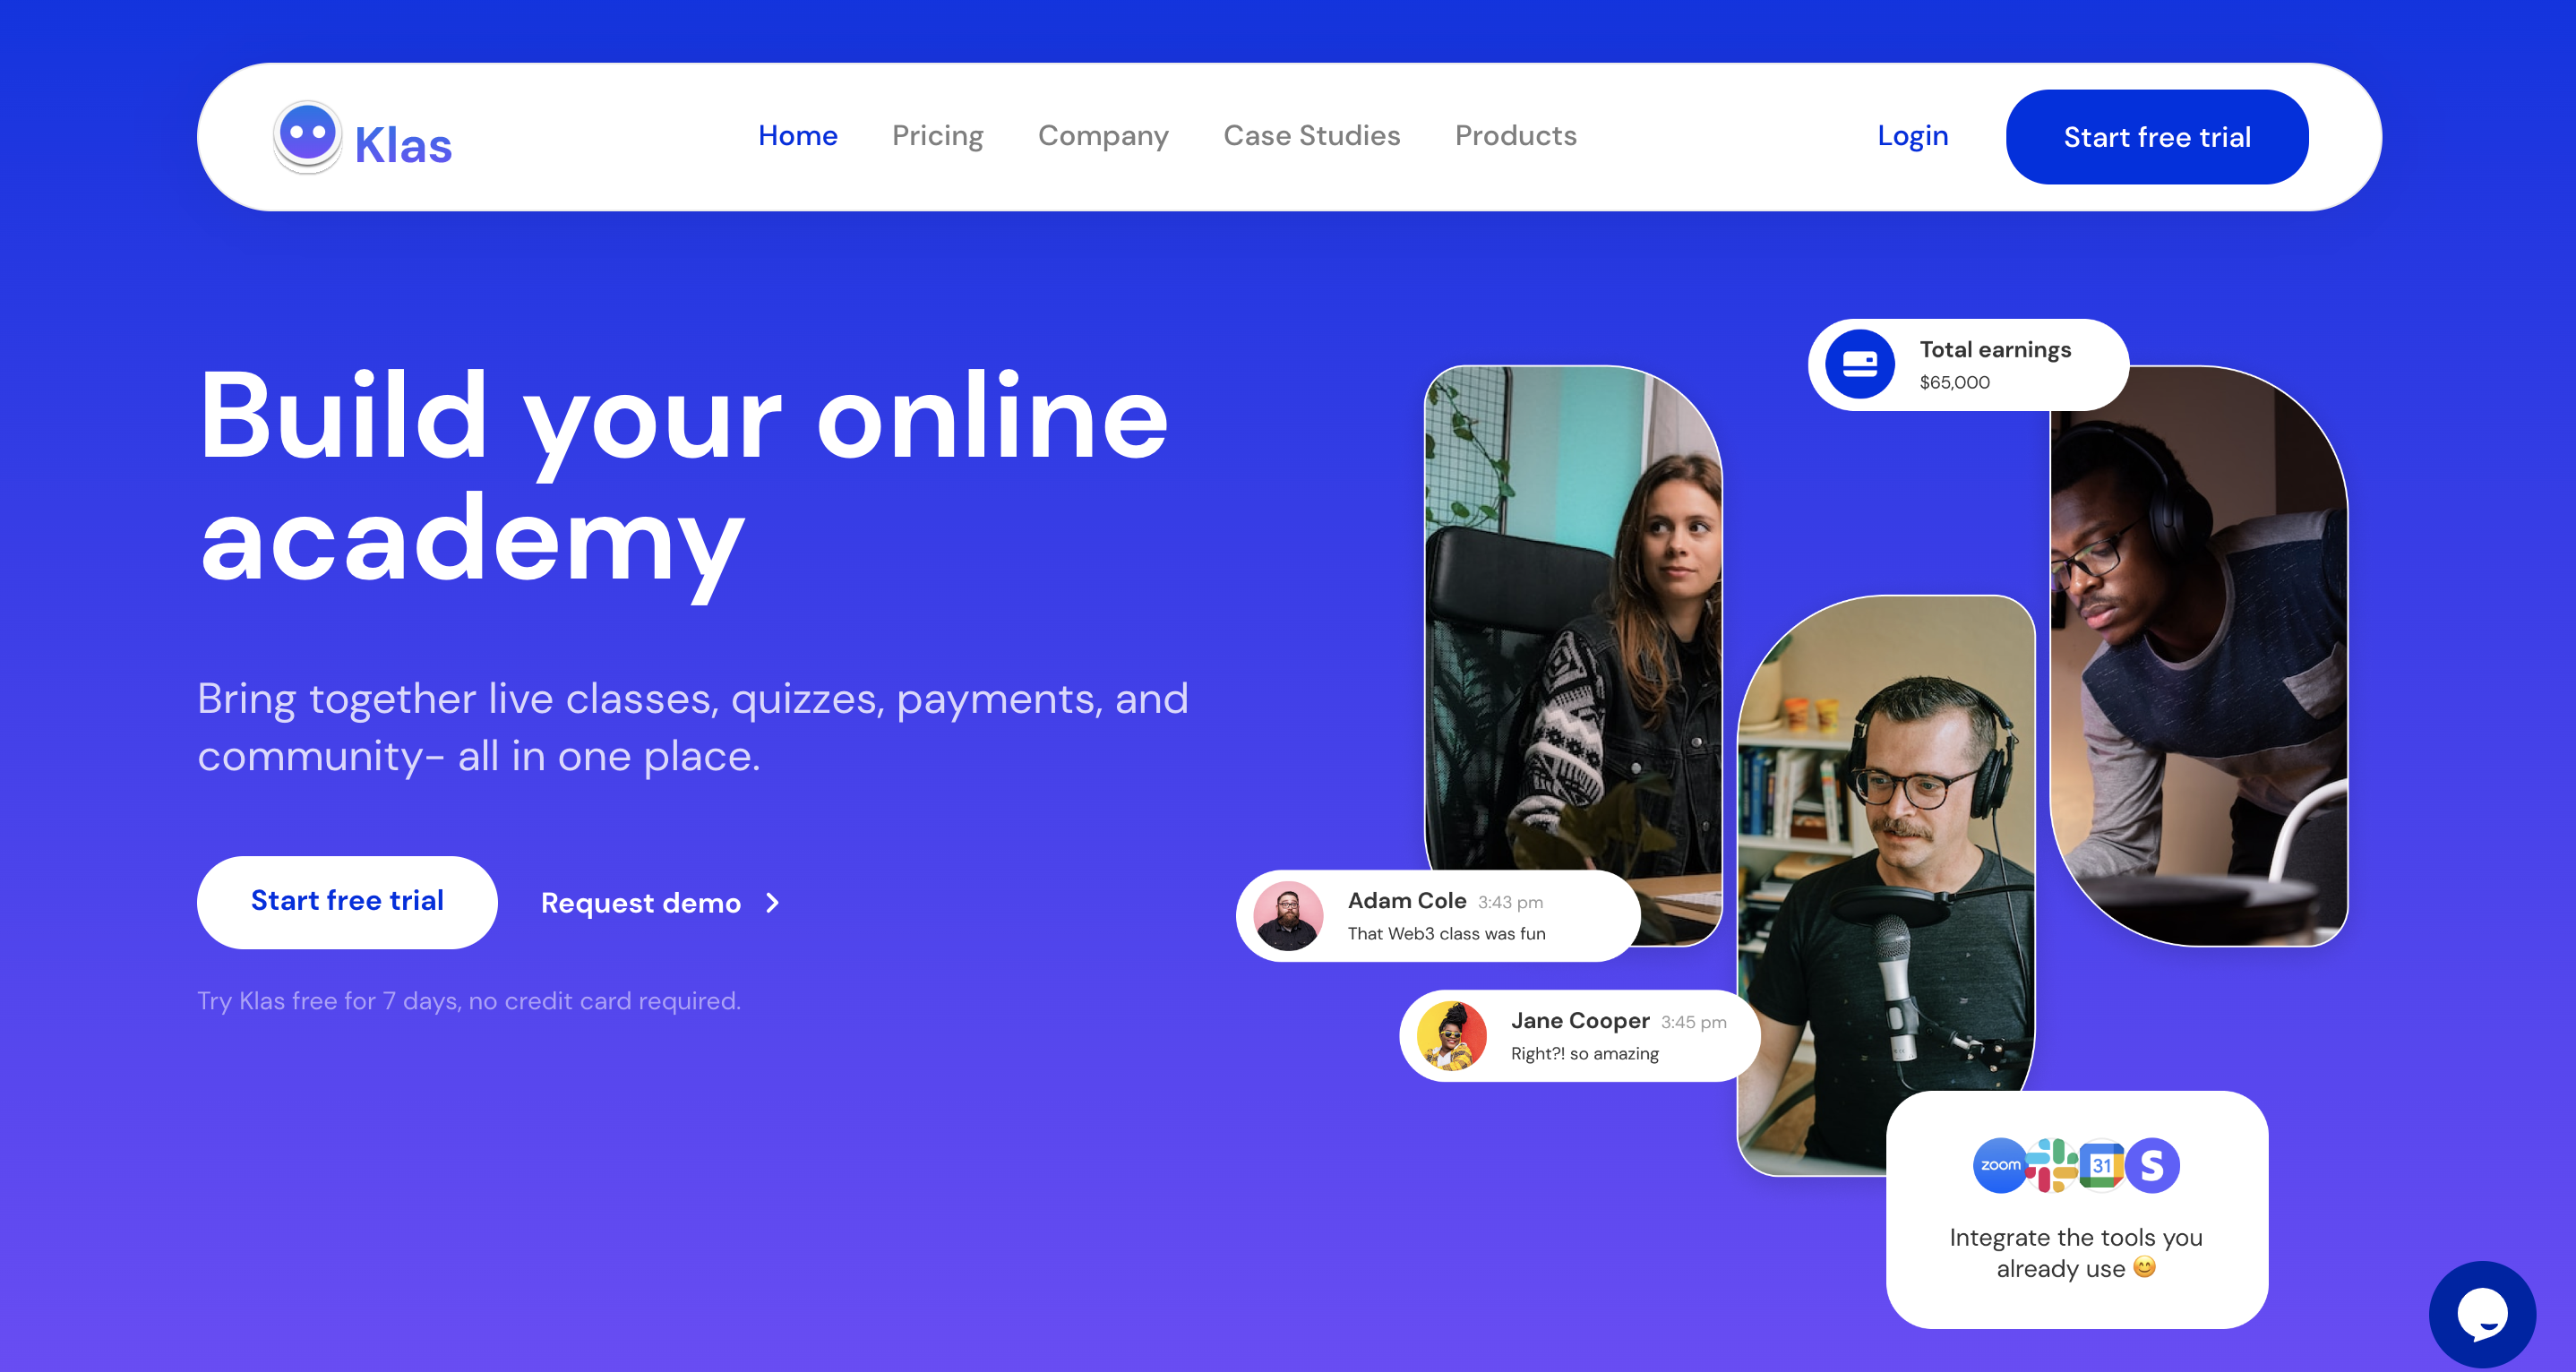 Klas
Home Pricing Company Case Studies Products
Login
Start free trial
Build your online
academy
Bring together live classes, quizzes, payments, and
community- all in one place.
Start free trial
Request demo
Try Klas free for 7 days, no credit card required.
Total earnings
$65,000
Adam Cole 3:43 pm
That Web3 class was fun
Jane Cooper 3:45 pm
Right?! so amazing
zoom
31
S
Integrate the tools you
already use 😊